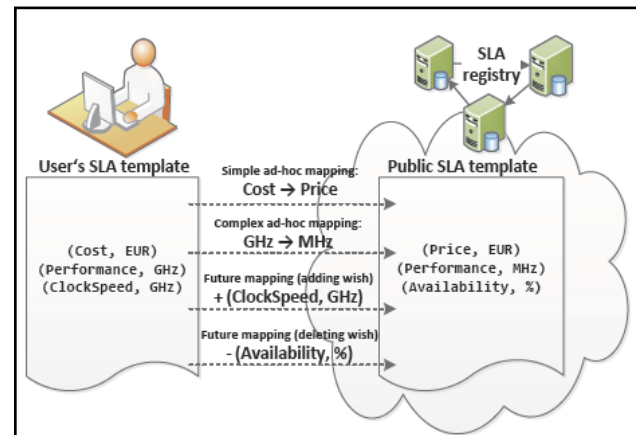 SLA
registry
User's SLA template
Public SLA template
Simple ad-hoc mapping:
Cost → Price
Complex ad-hoc mapping:
GHz → MHz
Future mapping (adding wish)
+ (ClockSpeed, GHz)
Future mapping (deleting wish)
- (Availability, %)
(Cost, EUR)
(Performance, GHz)
(ClockSpeed, GHz)
(Price, EUR)
(Performance, MHz)
(Availability, %)